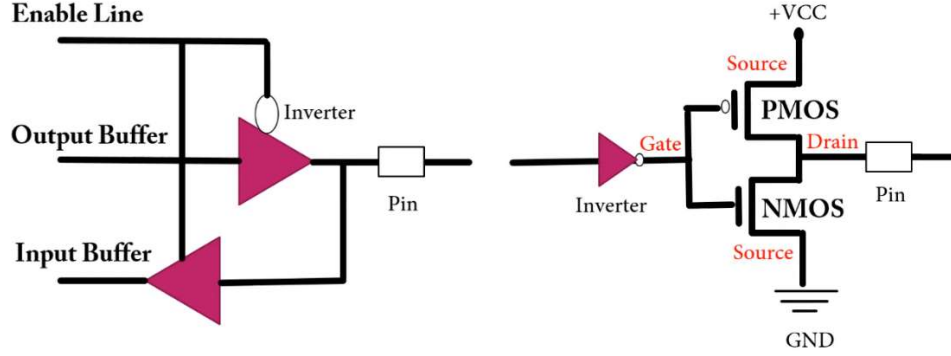 Enable Line
Inverter
Output Buffer
Pin
Input Buffer
+VCC
Source
PMOS
Gate
Drain
Inverter
Pin
NMOS
Source
GND